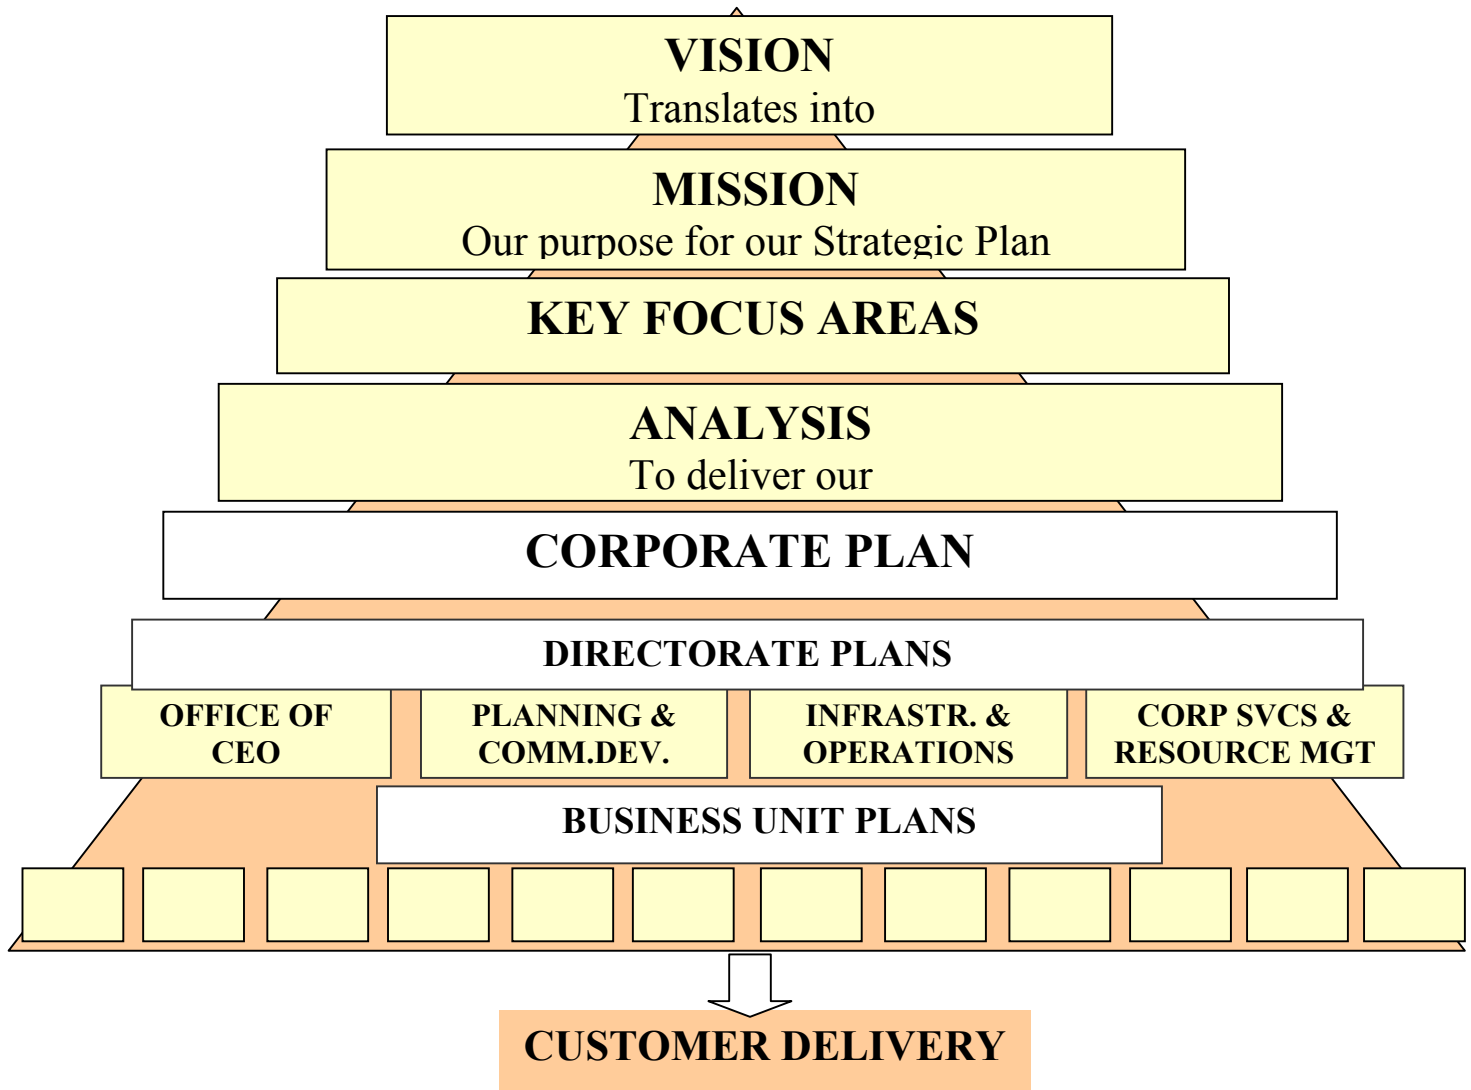 VISION
Translates into
MISSION
Our purpose for our Strategic Plan
KEY FOCUS AREAS
ANALYSIS
To deliver our
CORPORATE PLAN
DIRECTORATE PLANS
OFFICE OF
CEO
PLANNING &
COMM.DEV.
INFRASTR. &
OPERATIONS
CORP SVCS &
RESOURCE MGT
BUSINESS UNIT PLANS
CUSTOMER DELIVERY